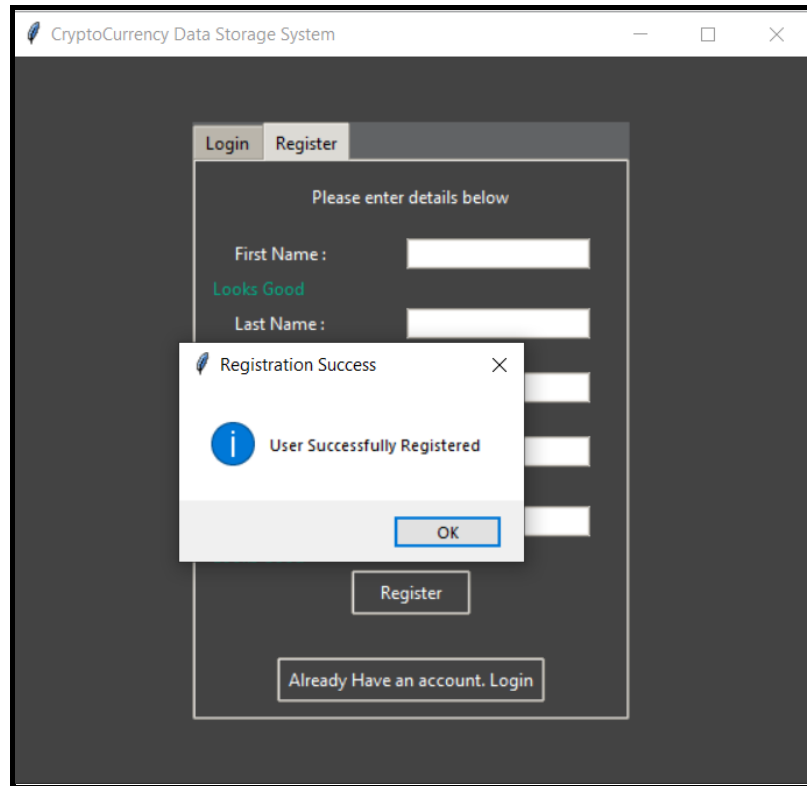 CryptoCurrency Data Storage System
Login Register
Please enter details below
First Name :
Looks Good
Last Name :
Registration Success
User Successfully Registered
OK
Register
Already Have an account. Login